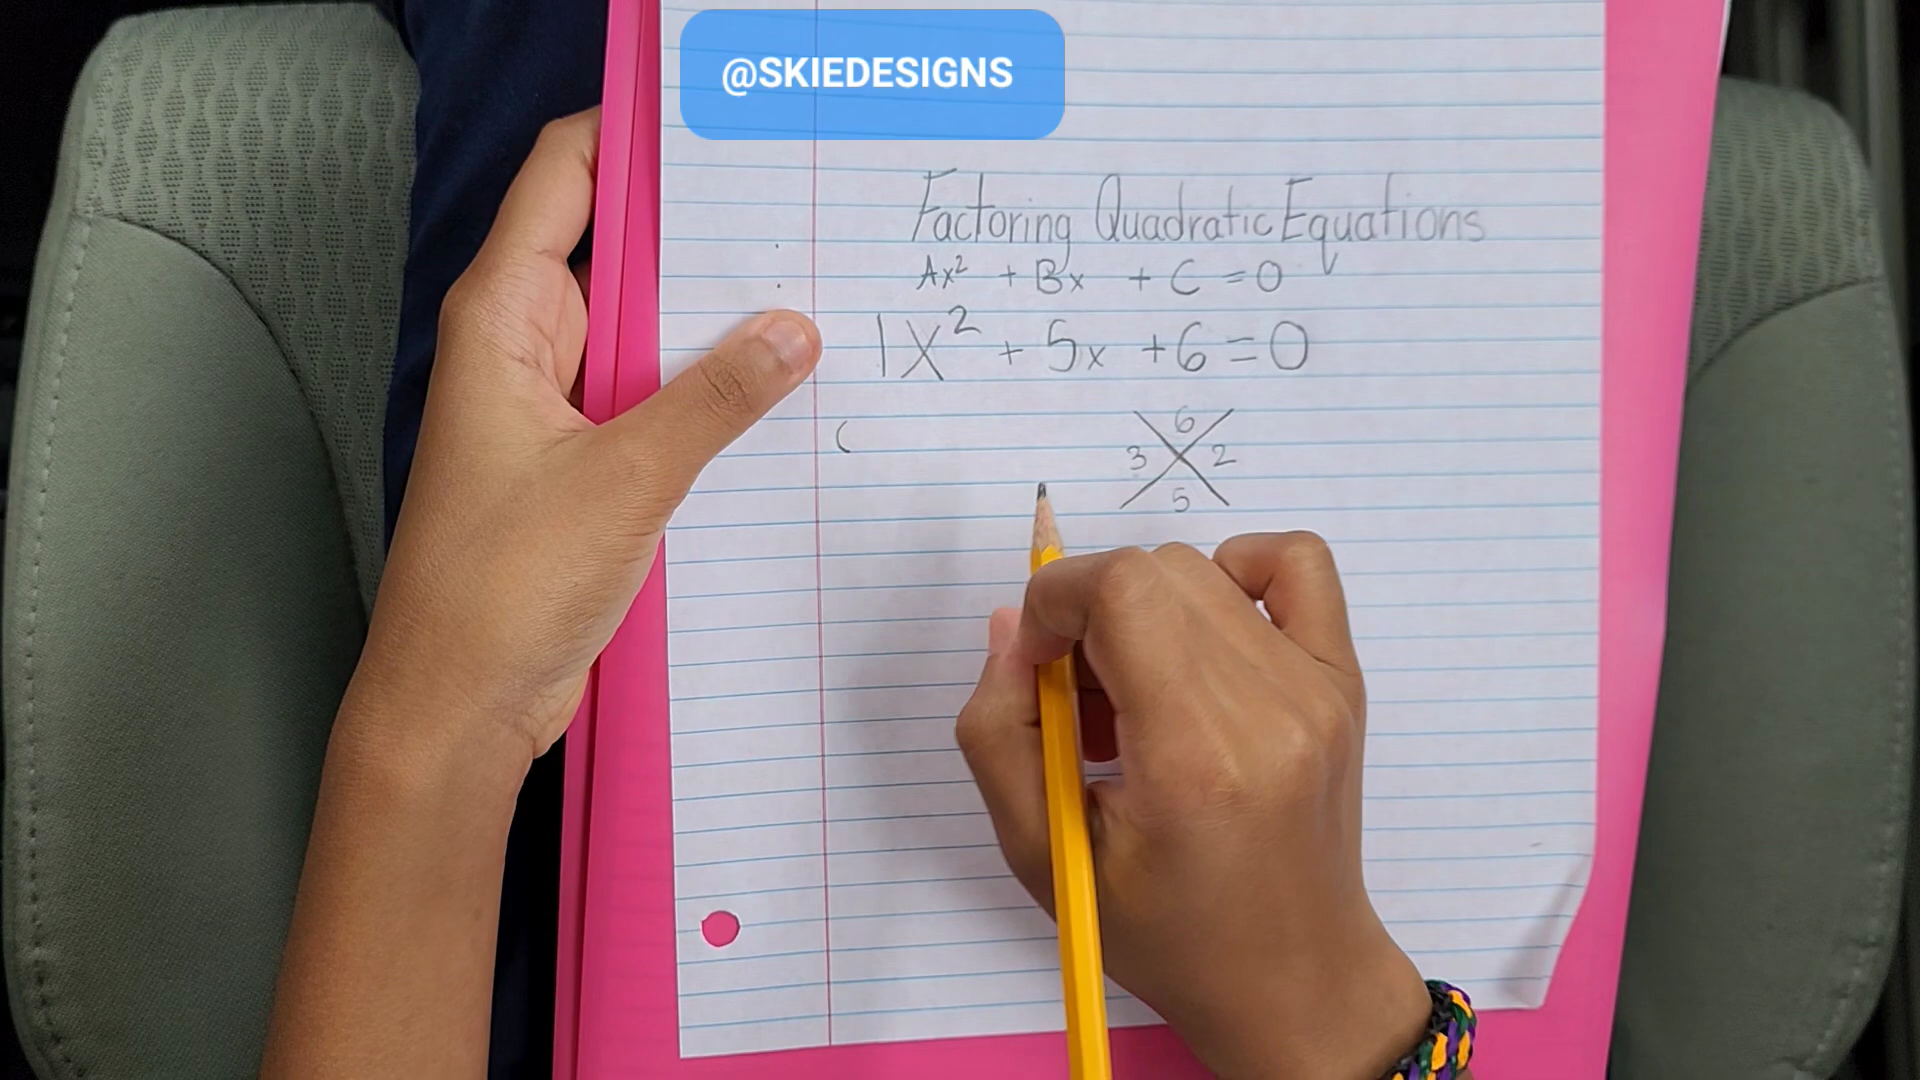 @SKIEDESIGNS
Factoring Quadratic Equations
Ax² + Bx + C = 0
1x² + 5x + 6 = 0
6
( 3 2
5